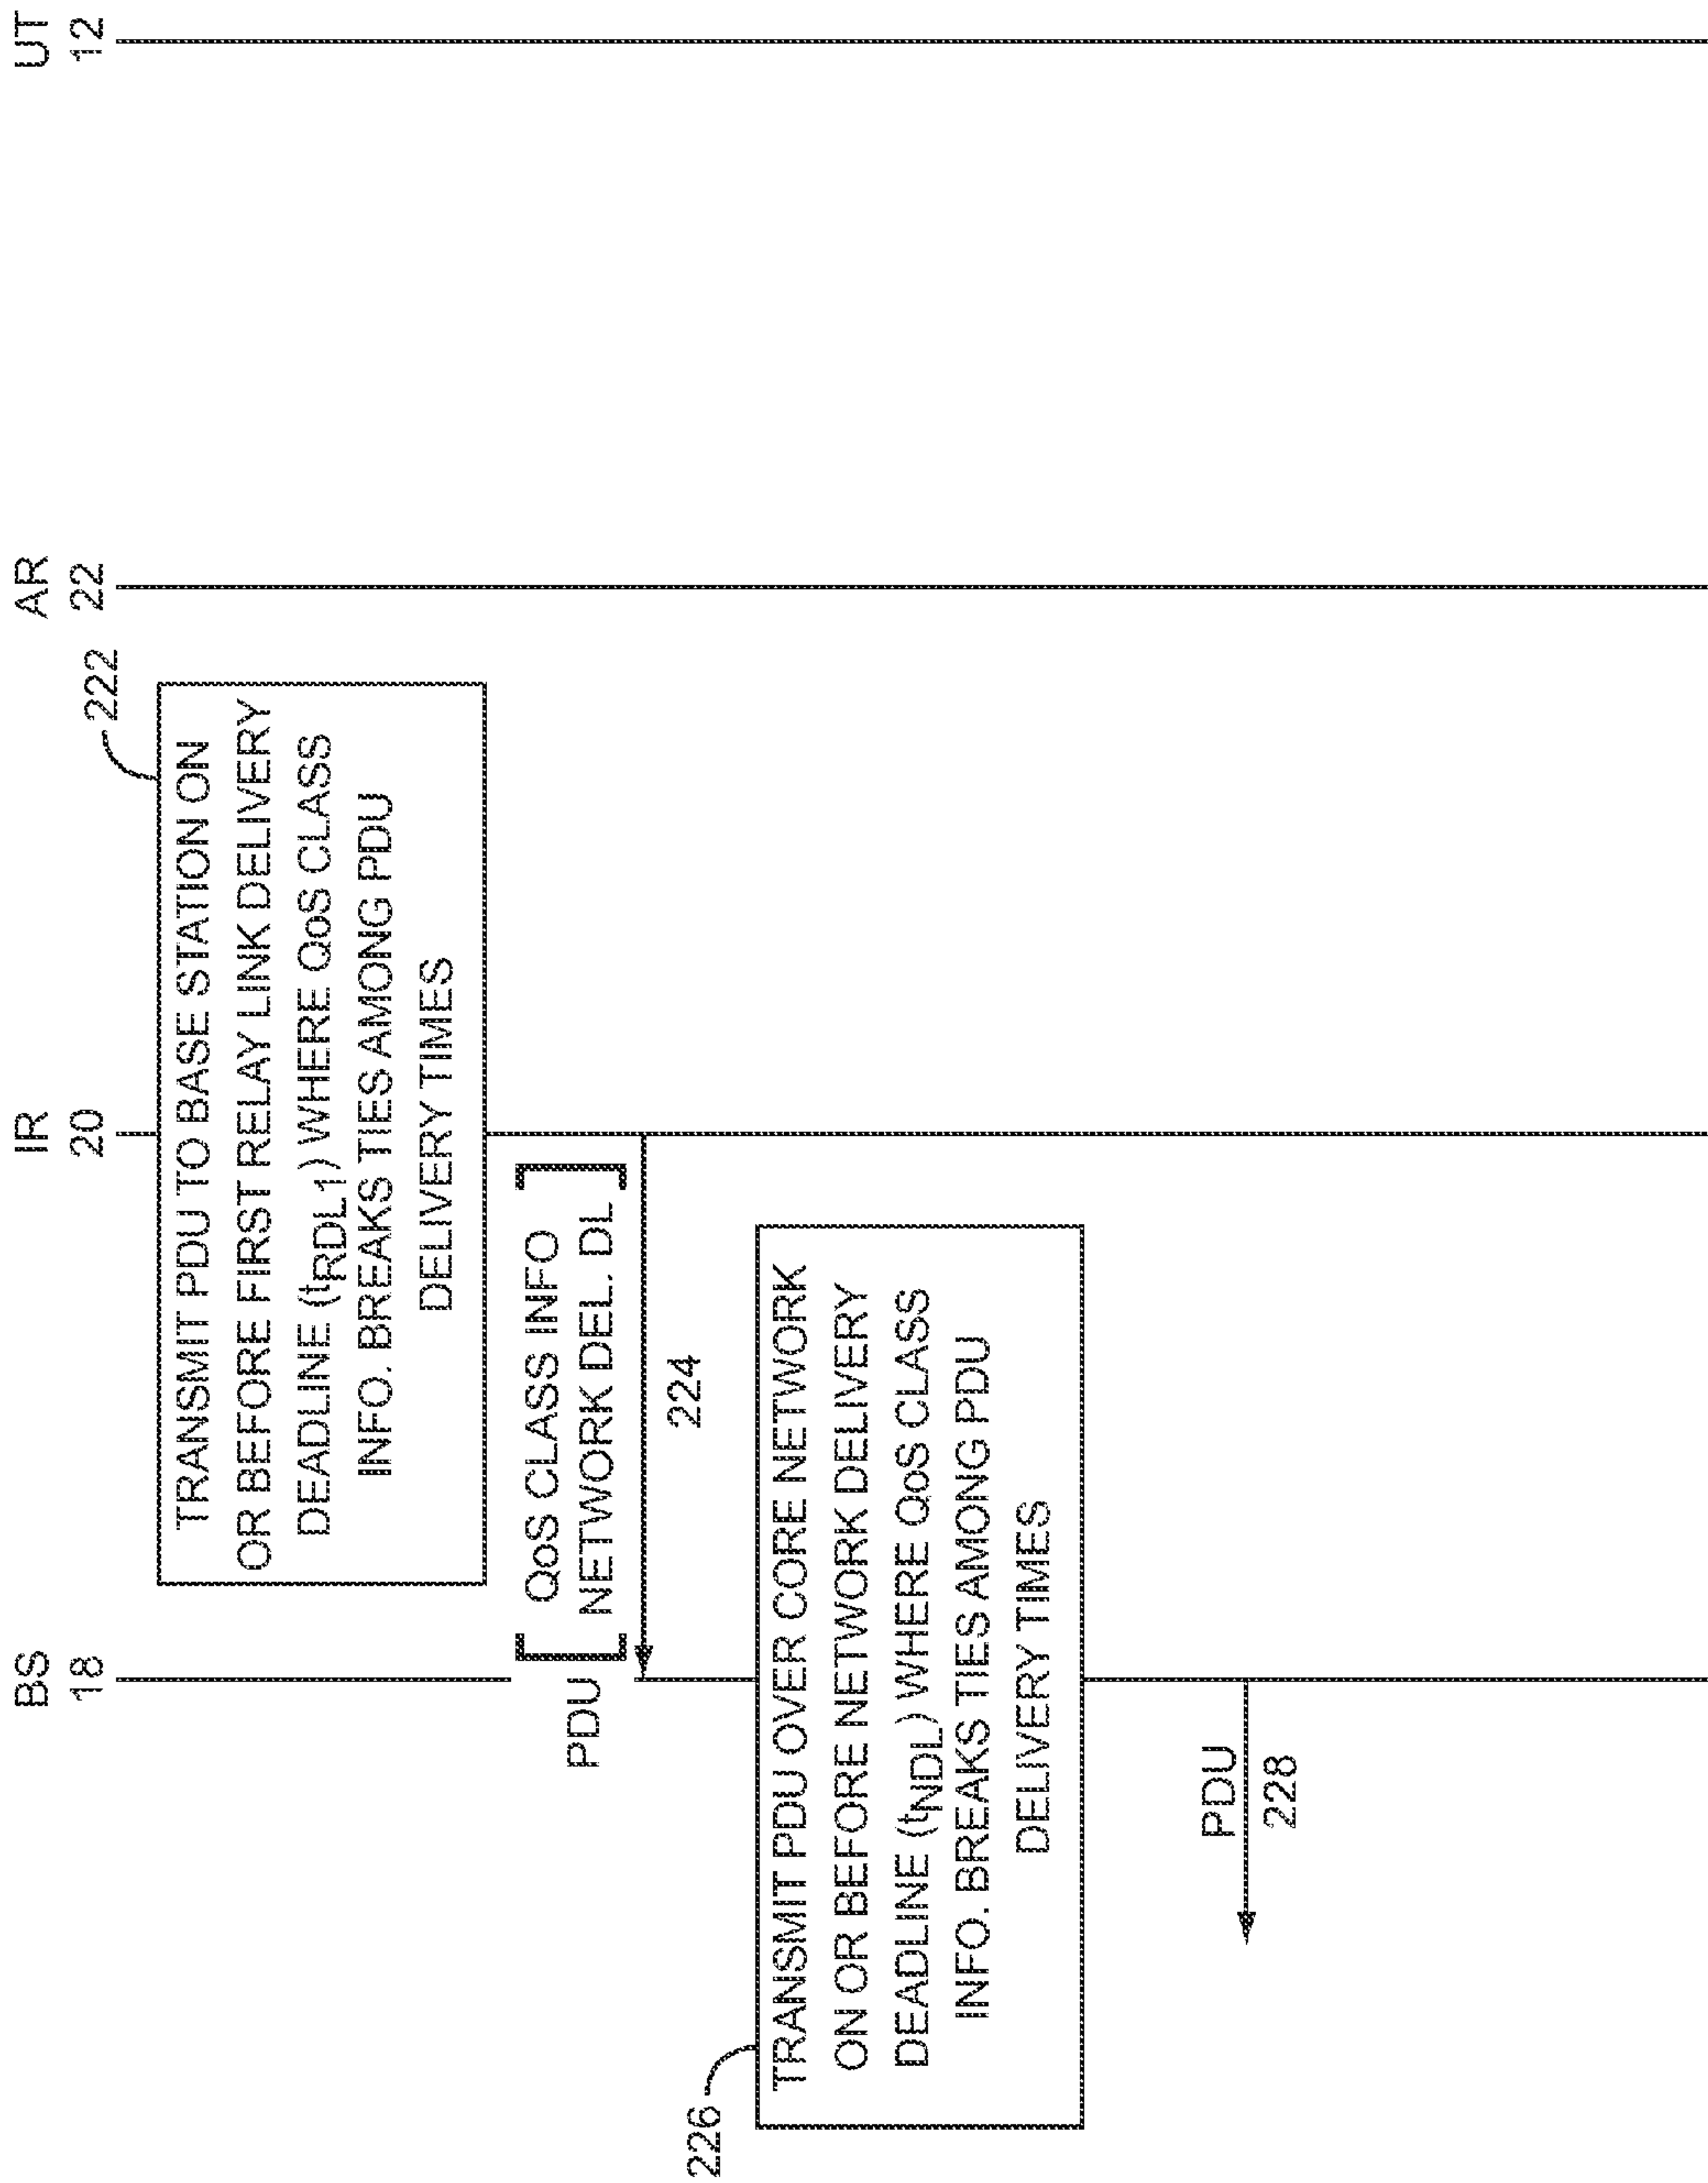 BS
18
IR
20
AR
22
UT
12
222
TRANSMIT PDU TO BASE STATION ON
OR BEFORE FIRST RELAY LINK DELIVERY
DEADLINE (tRDL1) WHERE QoS CLASS
INFO. BREAKS TIES AMONG PDU
DELIVERY TIMES
PDU
QoS CLASS INFO
NETWORK DEL. DL
224
226
TRANSMIT PDU OVER CORE NETWORK
ON OR BEFORE NETWORK DELIVERY
DEADLINE (tNDL) WHERE QoS CLASS
INFO. BREAKS TIES AMONG PDU
DELIVERY TIMES
PDU
228